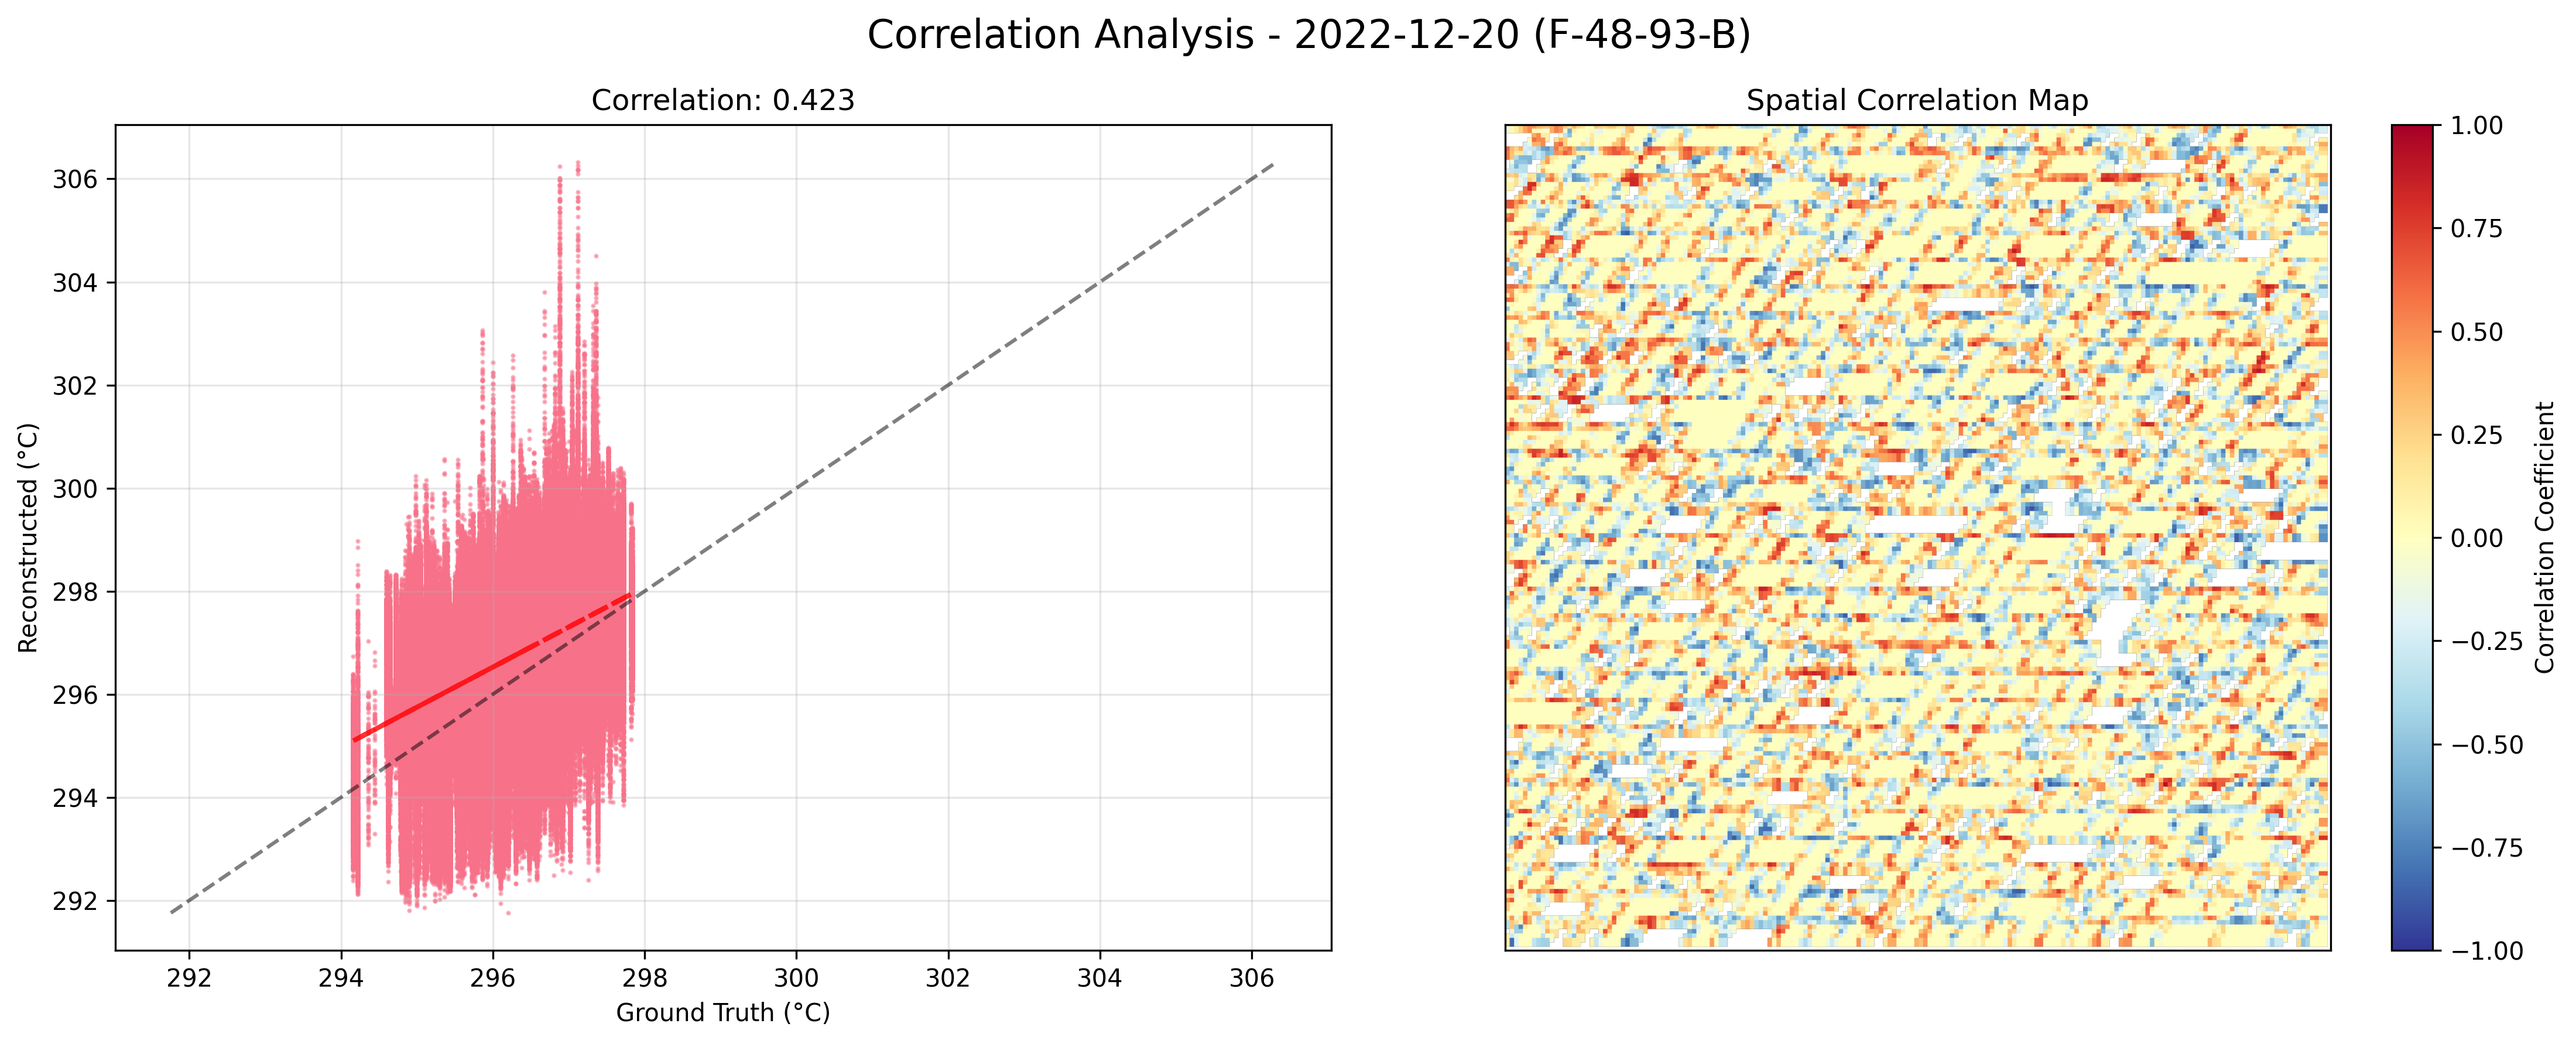 Correlation Analysis - 2022-12-20 (F-48-93-B)
Correlation: 0.423
306
304
302
300
298
296
294
292
Reconstructed (°C)
292 294 296 298 300 302 304 306
Ground Truth (°C)
Spatial Correlation Map
1.00
0.75
0.50
0.25
0.00
−0.25
−0.50
−0.75
−1.00
Correlation Coefficient